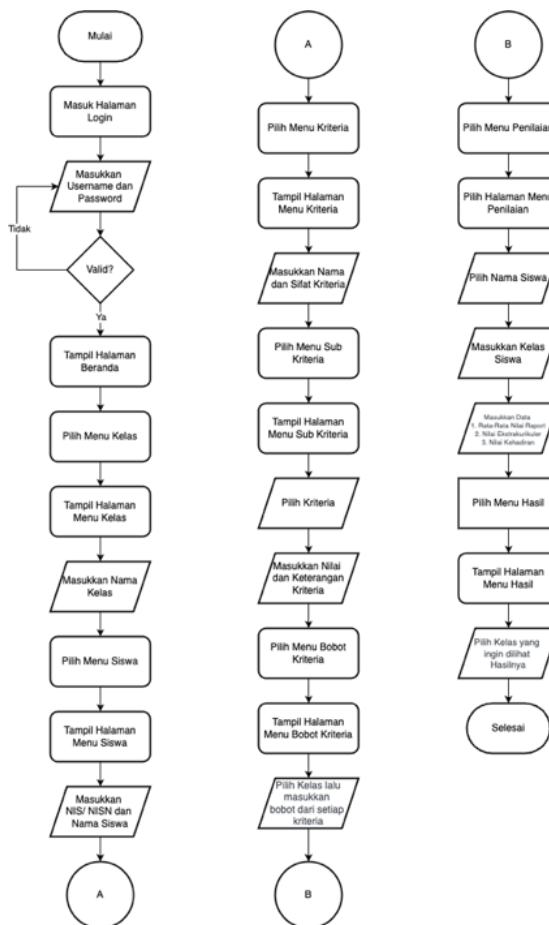 Mulai
Masuk Halaman
Login
Masukkan
Username dan
Password
Tidak
Valid?
Ya
Tampil Halaman
Beranda
Pilih Menu Kelas
Tampil Halaman
Menu Kelas
Masukkan Nama
Kelas
Pilih Menu Siswa
Tampil Halaman
Menu Siswa
Masukkan
NIS/ NISN dan
Nama Siswa
A
A
Pilih Menu Kriteria
Tampil Halaman
Menu Kriteria
Masukkan Nama
dan Sifat Kriteria
Pilih Menu Sub
Kriteria
Tampil Halaman
Menu Sub Kriteria
Pilih Kriteria
Masukkan Nilai
dan Keterangan
Kriteria
Pilih Menu Bobot
Kriteria
Tampil Halaman
Menu Bobot Kriteria
Pilih Kelas lalu
masukkan
bobot dari setiap
kriteria
B
B
Pilih Menu Penilaian
Pilih Halaman Menu
Penilaian
Pilih Nama Siswa
Masukkan Kelas
Siswa
Masukkan Data
1. Rata-Rata Nilai Raport
2. Nilai Ekstrakurikuler
3. Nilai Kehadiran
Pilih Menu Hasil
Tampil Halaman
Menu Hasil
Pilih Kelas yang
ingin dilihat
Hasilnya
Selesai